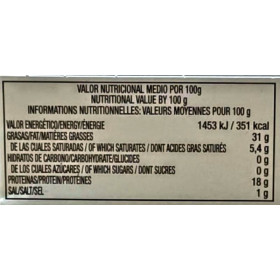 VALOR NUTRICIONAL MEDIO POR 100g
NUTRITIONAL VALUE BY 100 g
INFORMATIONS NUTRITIONNELLES: VALEURS MOYENNES POUR 100 g
VALOR ENERGÉTICO/ENERGY/ÉNERGIE 1453 kJ / 351 kcal
GRASAS/FAT/MATIÈRES GRASSES 31 g
DE LAS CUALES SATURADAS / OF WHICH SATURATES / DONT ACIDES GRAS SATURÉS 5,4 g
HIDRATOS DE CARBONO/CARBOHYDRATE/GLUCIDES 0 g
DE LOS CUALES AZÚCARES / OF WHICH SUGARS / DONT SUCRES 0 g
PROTEINAS/PROTEIN/PROTÉINES 18 g
SAL/SALT/SEL 1 g